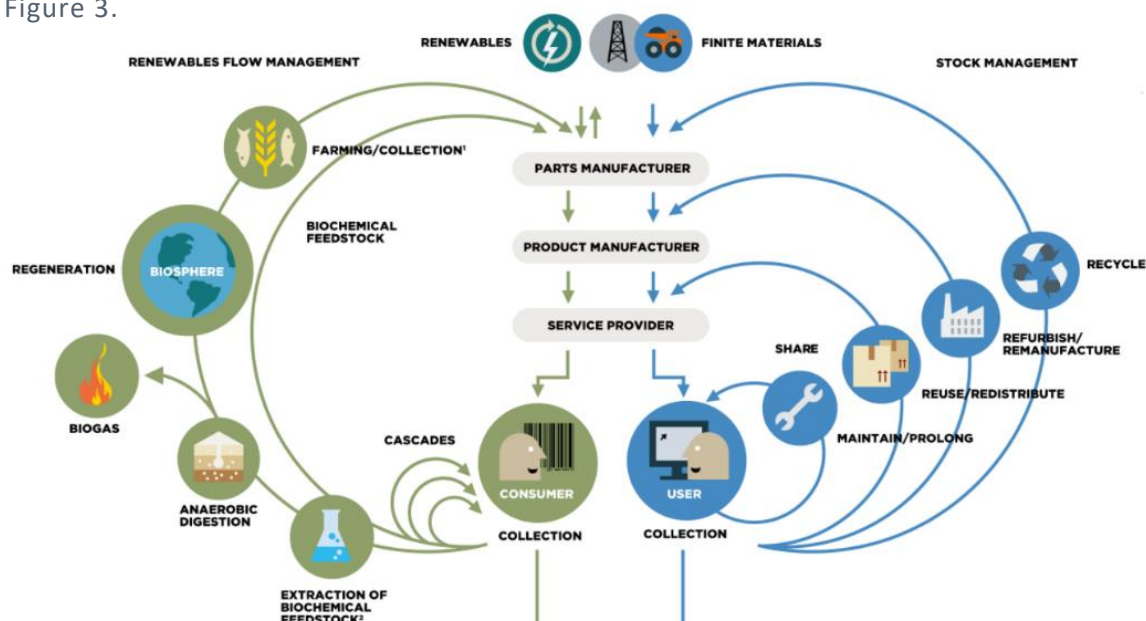 Figure 3.
RENEWABLES
FINITE MATERIALS
RENEWABLES FLOW MANAGEMENT
STOCK MANAGEMENT
FARMING/COLLECTION¹
PARTS MANUFACTURER
BIOCHEMICAL
FEEDSTOCK
PRODUCT MANUFACTURER
REGENERATION
BIOSPHERE
RECYCLE
SERVICE PROVIDER
SHARE
REFURBISH/
REMANUFACTURE
REUSE/REDISTRIBUTE
BIOGAS
CASCADES
MAINTAIN/PROLONG
CONSUMER
USER
ANAEROBIC
DIGESTION
COLLECTION
COLLECTION
EXTRACTION OF
BIOCHEMICAL
FEEDSTOCK²